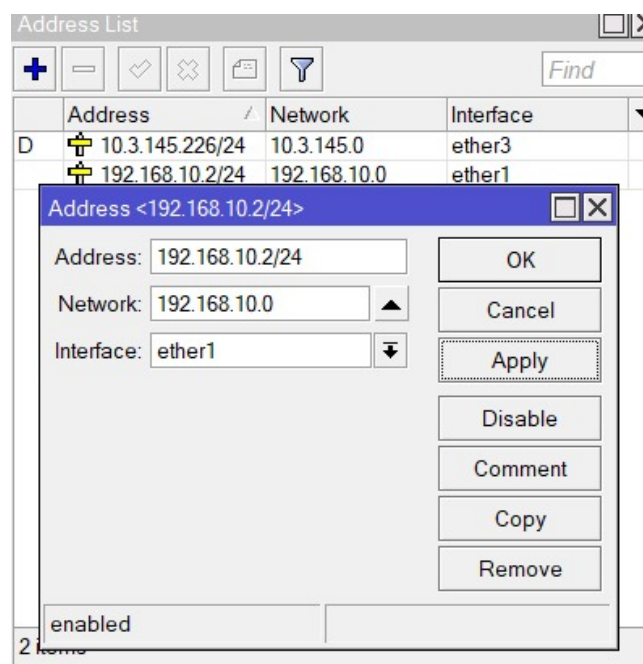 Address List
Find
Address Network Interface
D 10.3.145.226/24 10.3.145.0 ether3
192.168.10.2/24 192.168.10.0 ether1
Address <192.168.10.2/24>
Address: 192.168.10.2/24 OK
Network: 192.168.10.0 Cancel
Interface: ether1 Apply
Disable
Comment
Copy
Remove
enabled
2 items